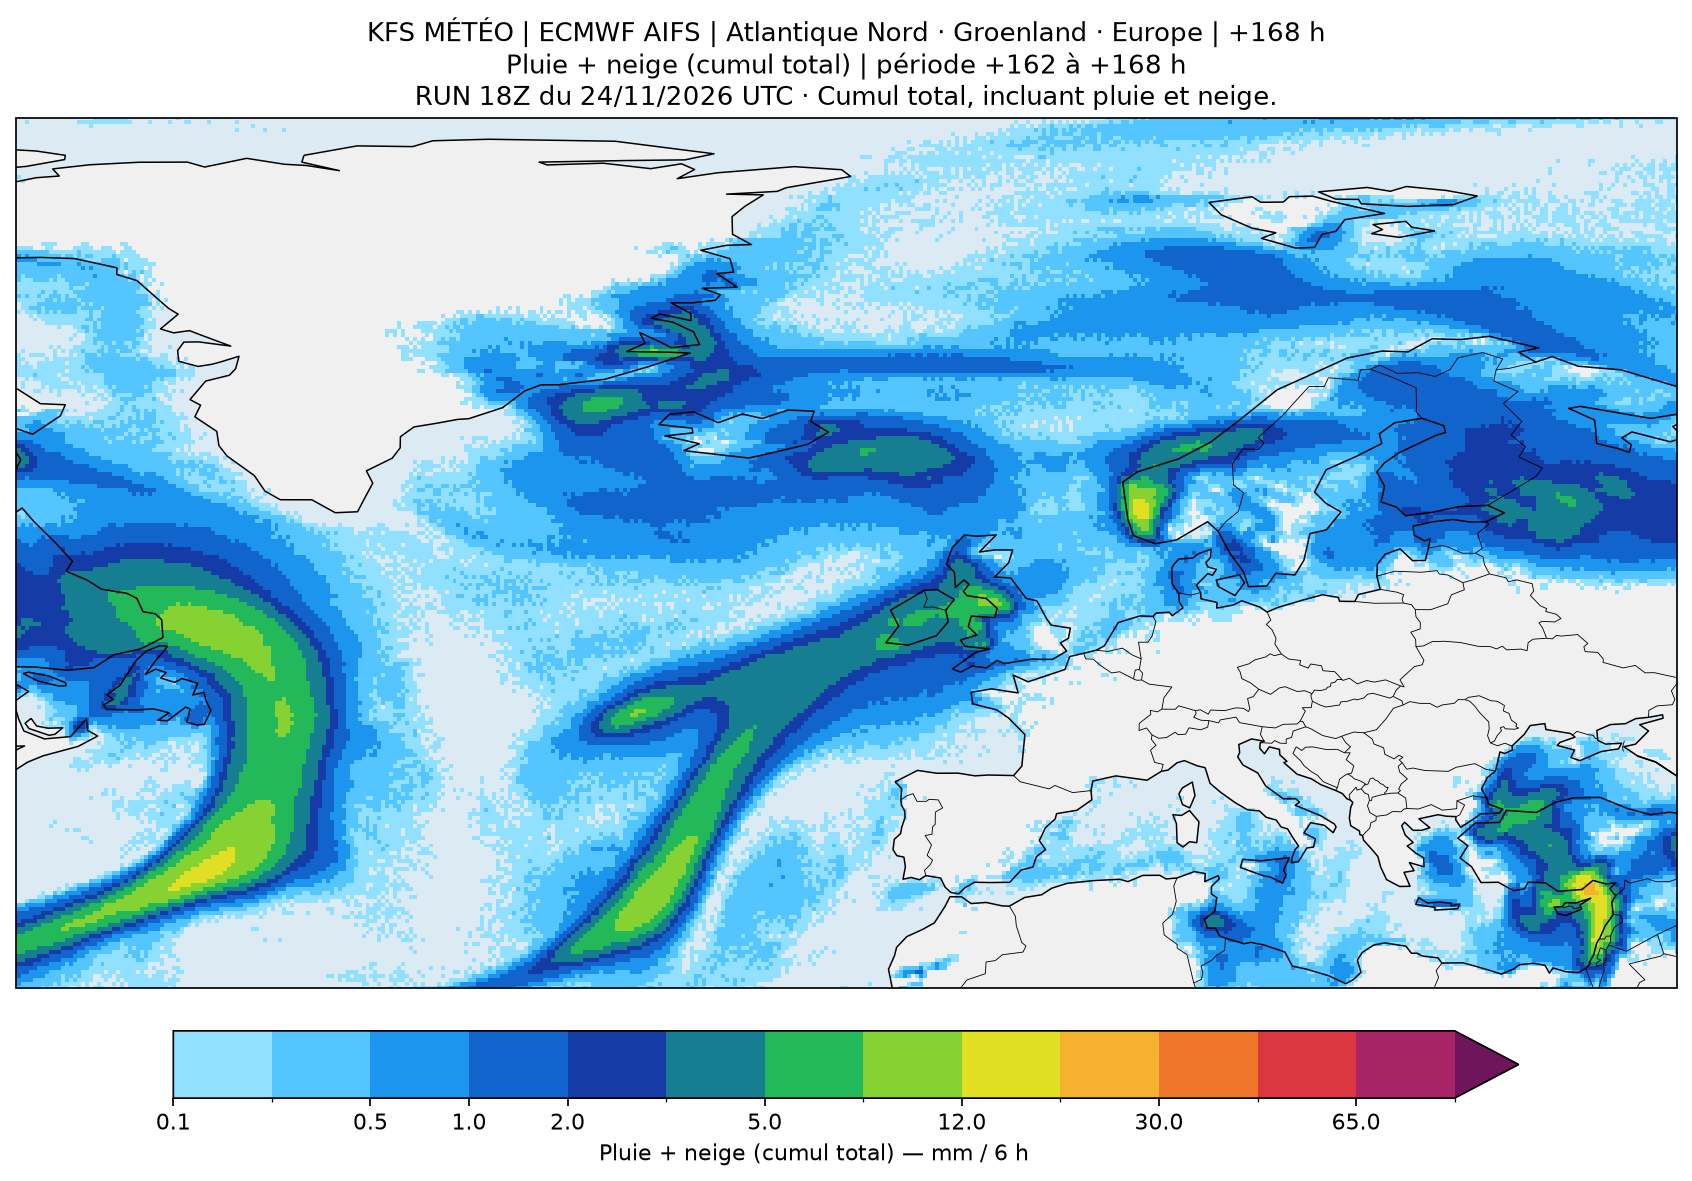 KFS MÉTÉO | ECMWF AIFS | Atlantique Nord · Groenland · Europe | +168 h
Pluie + neige (cumul total) | période +162 à +168 h
RUN 18Z du 24/11/2026 UTC · Cumul total, incluant pluie et neige.
0.1 0.5 1.0 2.0 5.0 12.0 30.0 65.0
Pluie + neige (cumul total) — mm / 6 h